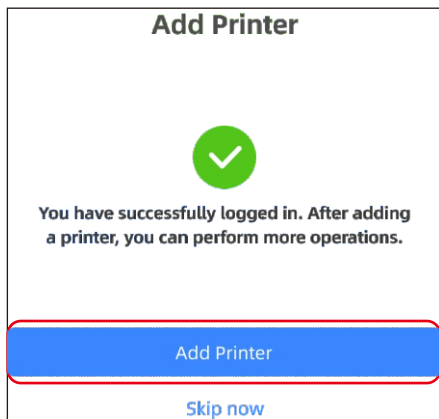 Add Printer
You have successfully logged in. After adding
a printer, you can perform more operations.
Add Printer
Skip now